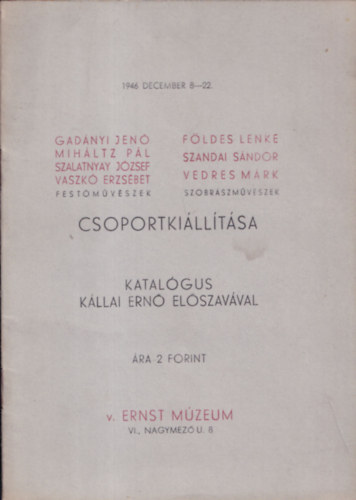 1946 DECEMBER 8—22.
GADÁNYI JENŐ
MIHÁLTZ PÁL
SZALATNYAY JÓZSEF
VASZKÓ ERZSÉBET
FESTŐMŰVÉSZEK
FÖLDES LENKE
SZANDAI SÁNDOR
VEDRES MÁRK
SZOBRÁSZMŰVÉSZEK
CSOPORTKIÁLLÍTÁSA
KATALÓGUS
KÁLLAI ERNŐ ELŐSZAVÁVAL
ÁRA 2 FORINT
v. ERNST MÚZEUM
VI., NAGYMEZŐ U. 8